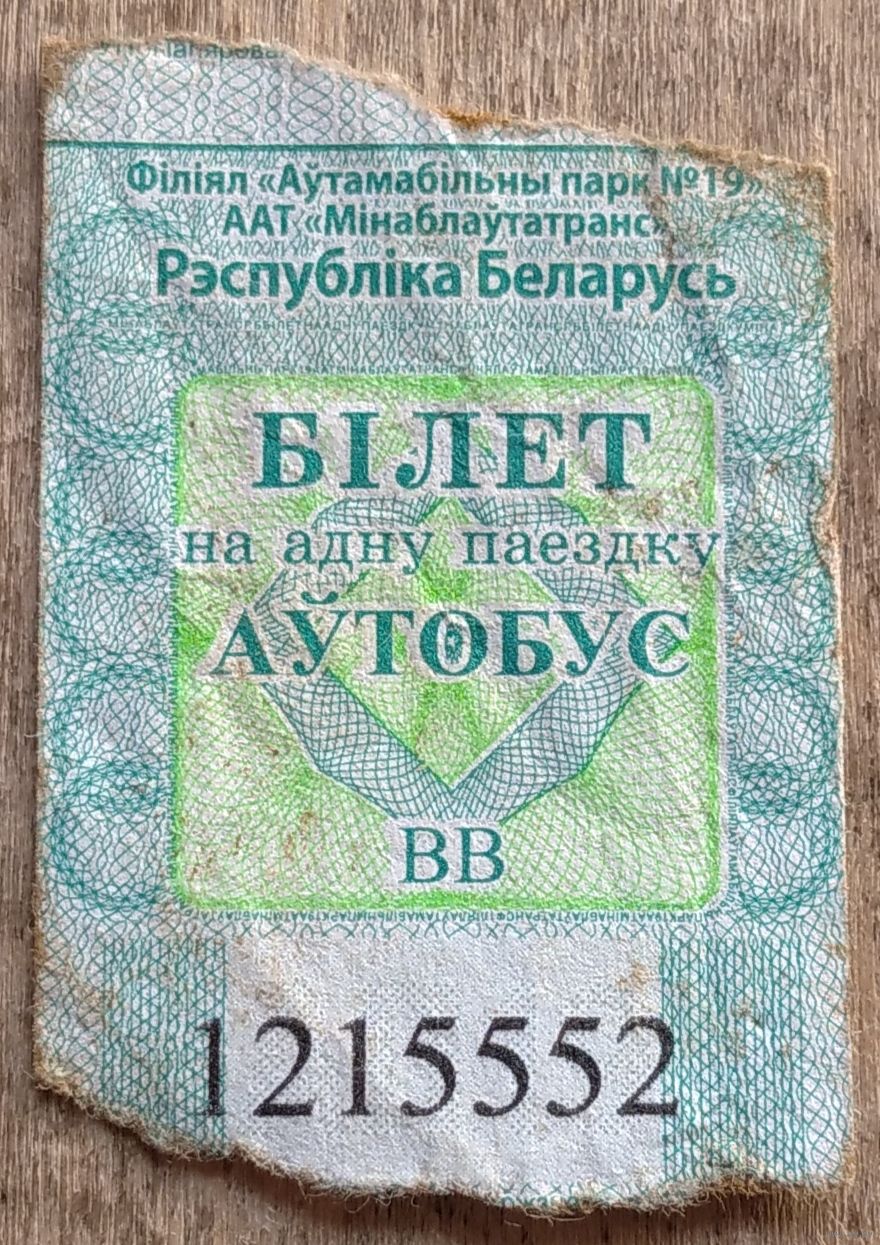 Філіял «Аўтамабільны парк №19»
ААТ «Мінаблаўтатранс»
Рэспубліка Беларусь
БІЛЕТ
на адну паездку
АЎТОБУС
ВВ
1215552